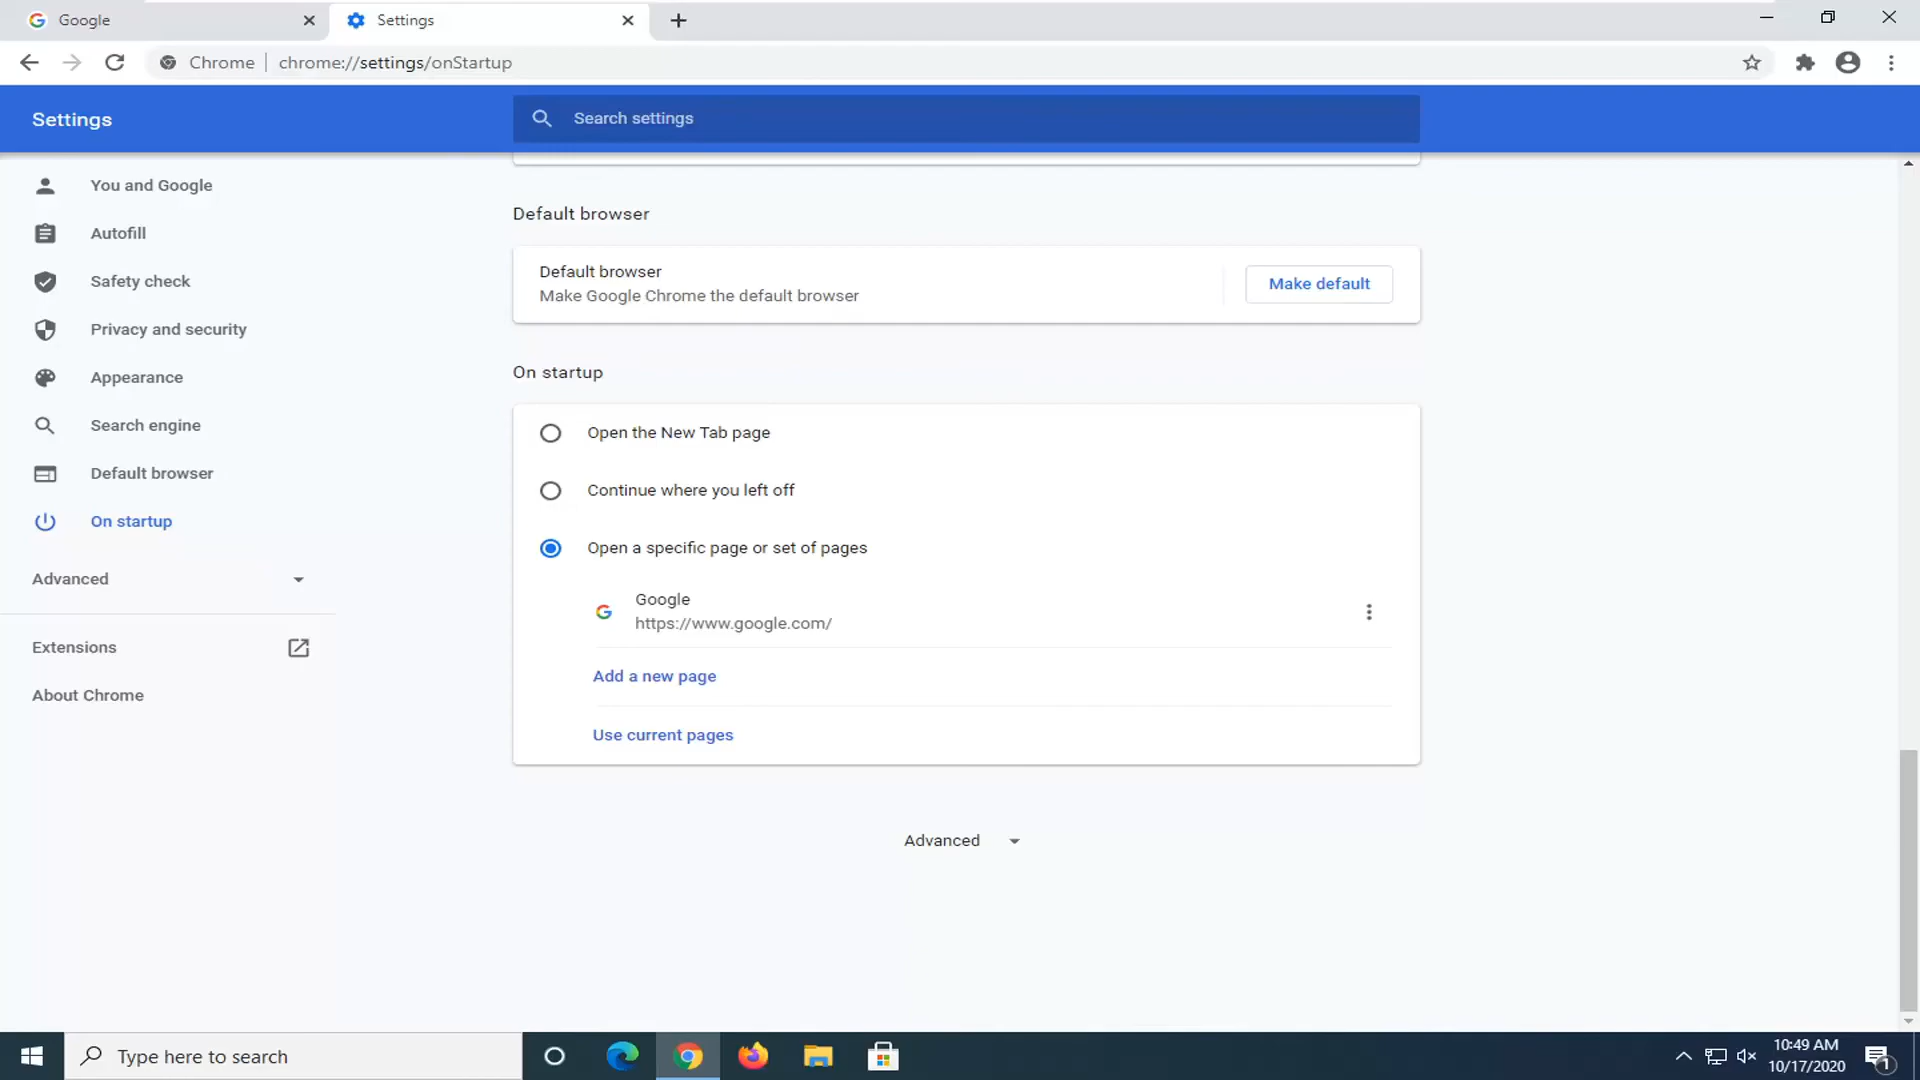 Google
Settings
Chrome
chrome://settings/onStartup
Settings
Search settings
You and Google
Autofill
Safety check
Privacy and security
Appearance
Search engine
Default browser
On startup
Advanced
Extensions
About Chrome
Default browser
Default browser
Make Google Chrome the default browser
Make default
On startup
Open the New Tab page
Continue where you left off
Open a specific page or set of pages
Google
https://www.google.com/
Add a new page
Use current pages
Advanced
Type here to search
10:49 AM
10/17/2020
1